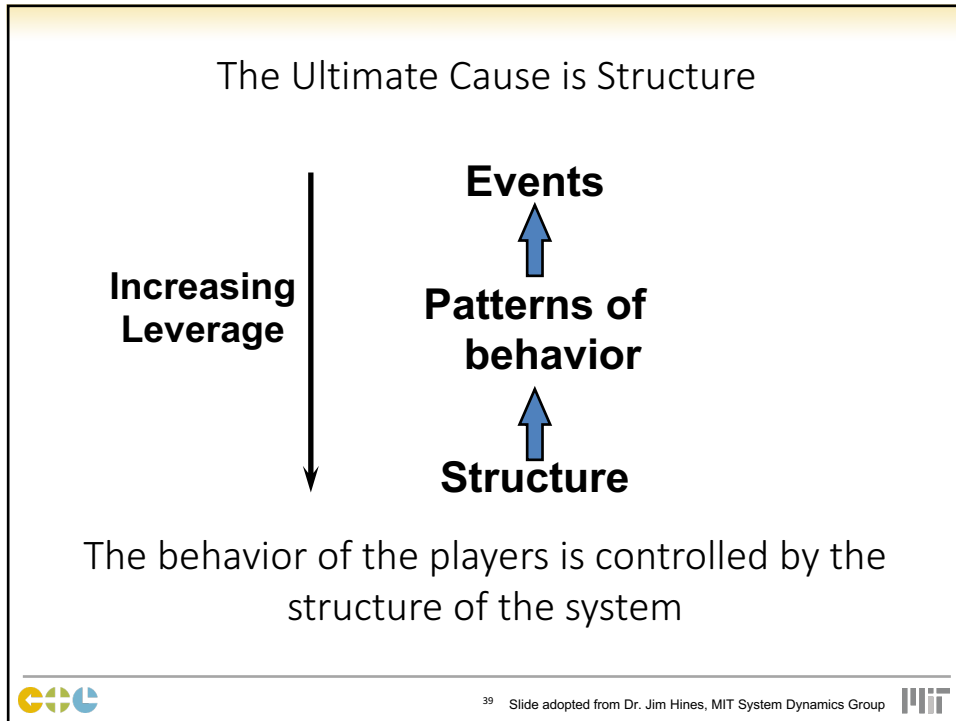 The Ultimate Cause is Structure
Events
Increasing
Leverage
Patterns of
behavior
Structure
The behavior of the players is controlled by the
structure of the system
39 Slide adopted from Dr. Jim Hines, MIT System Dynamics Group